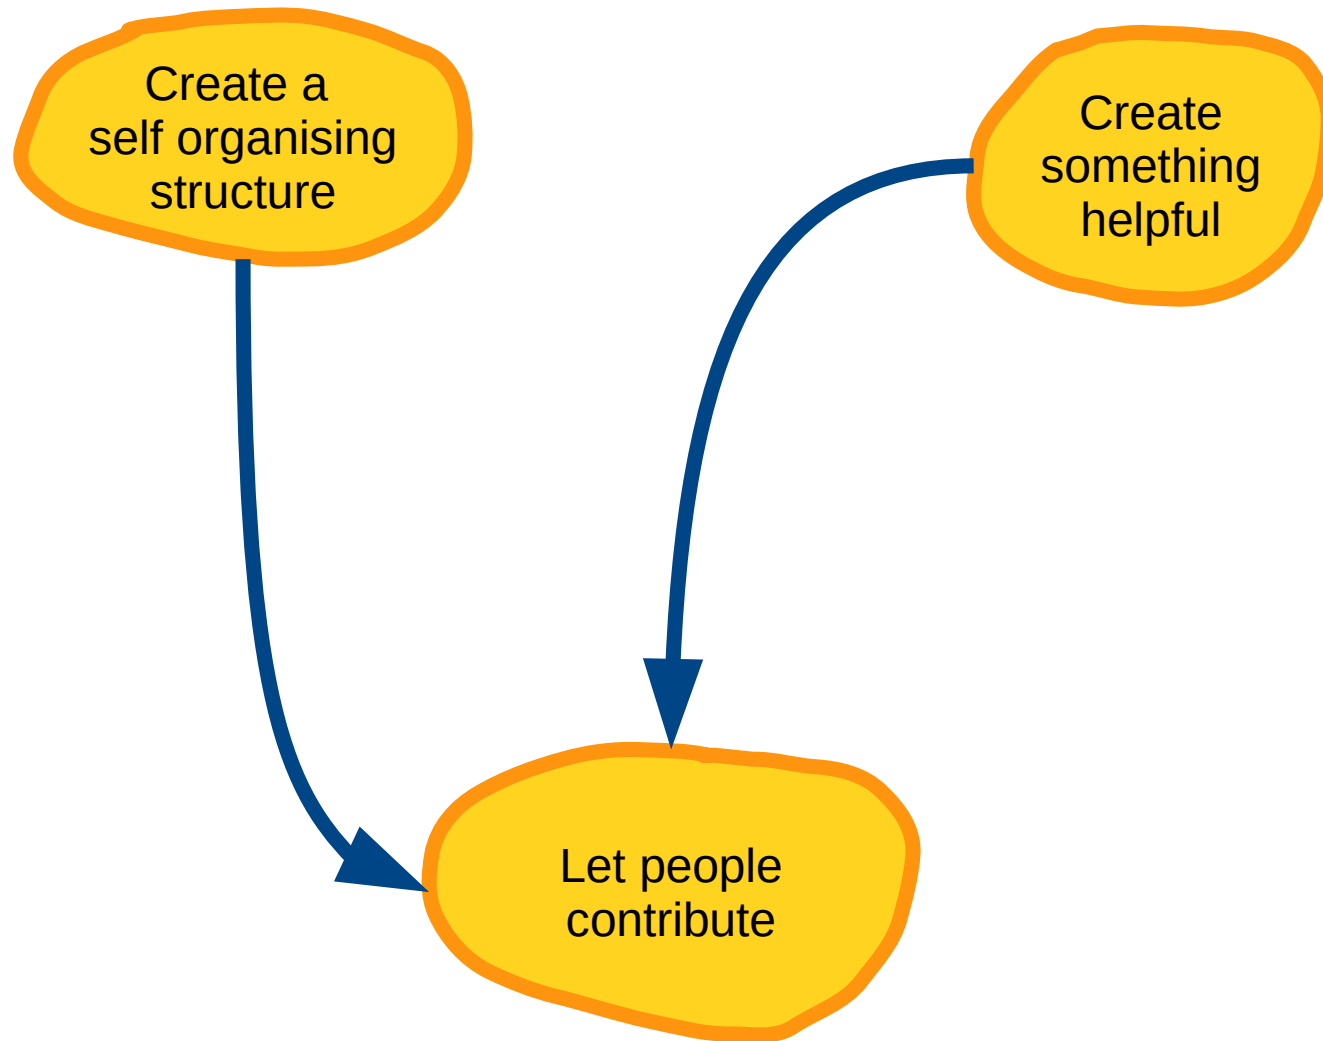 Create a
self organising
structure
Create
something
helpful
Let people
contribute